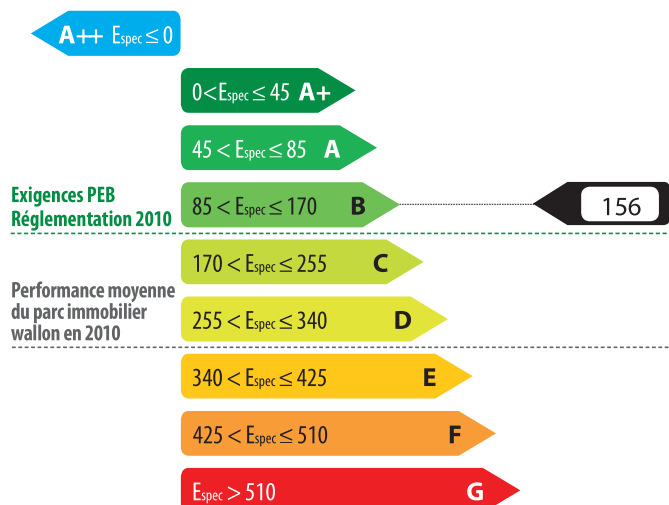 A++ Espec ≤ 0
0<Espec ≤ 45 A+
45 < Espec ≤ 85 A
Exigences PEB
Réglementation 2010
85 < Espec ≤ 170 B
156
170 < Espec ≤ 255 C
Performance moyenne
du parc immobilier
wallon en 2010
255 < Espec ≤ 340 D
340 < Espec ≤ 425 E
425 < Espec ≤ 510 F
Espec > 510 G